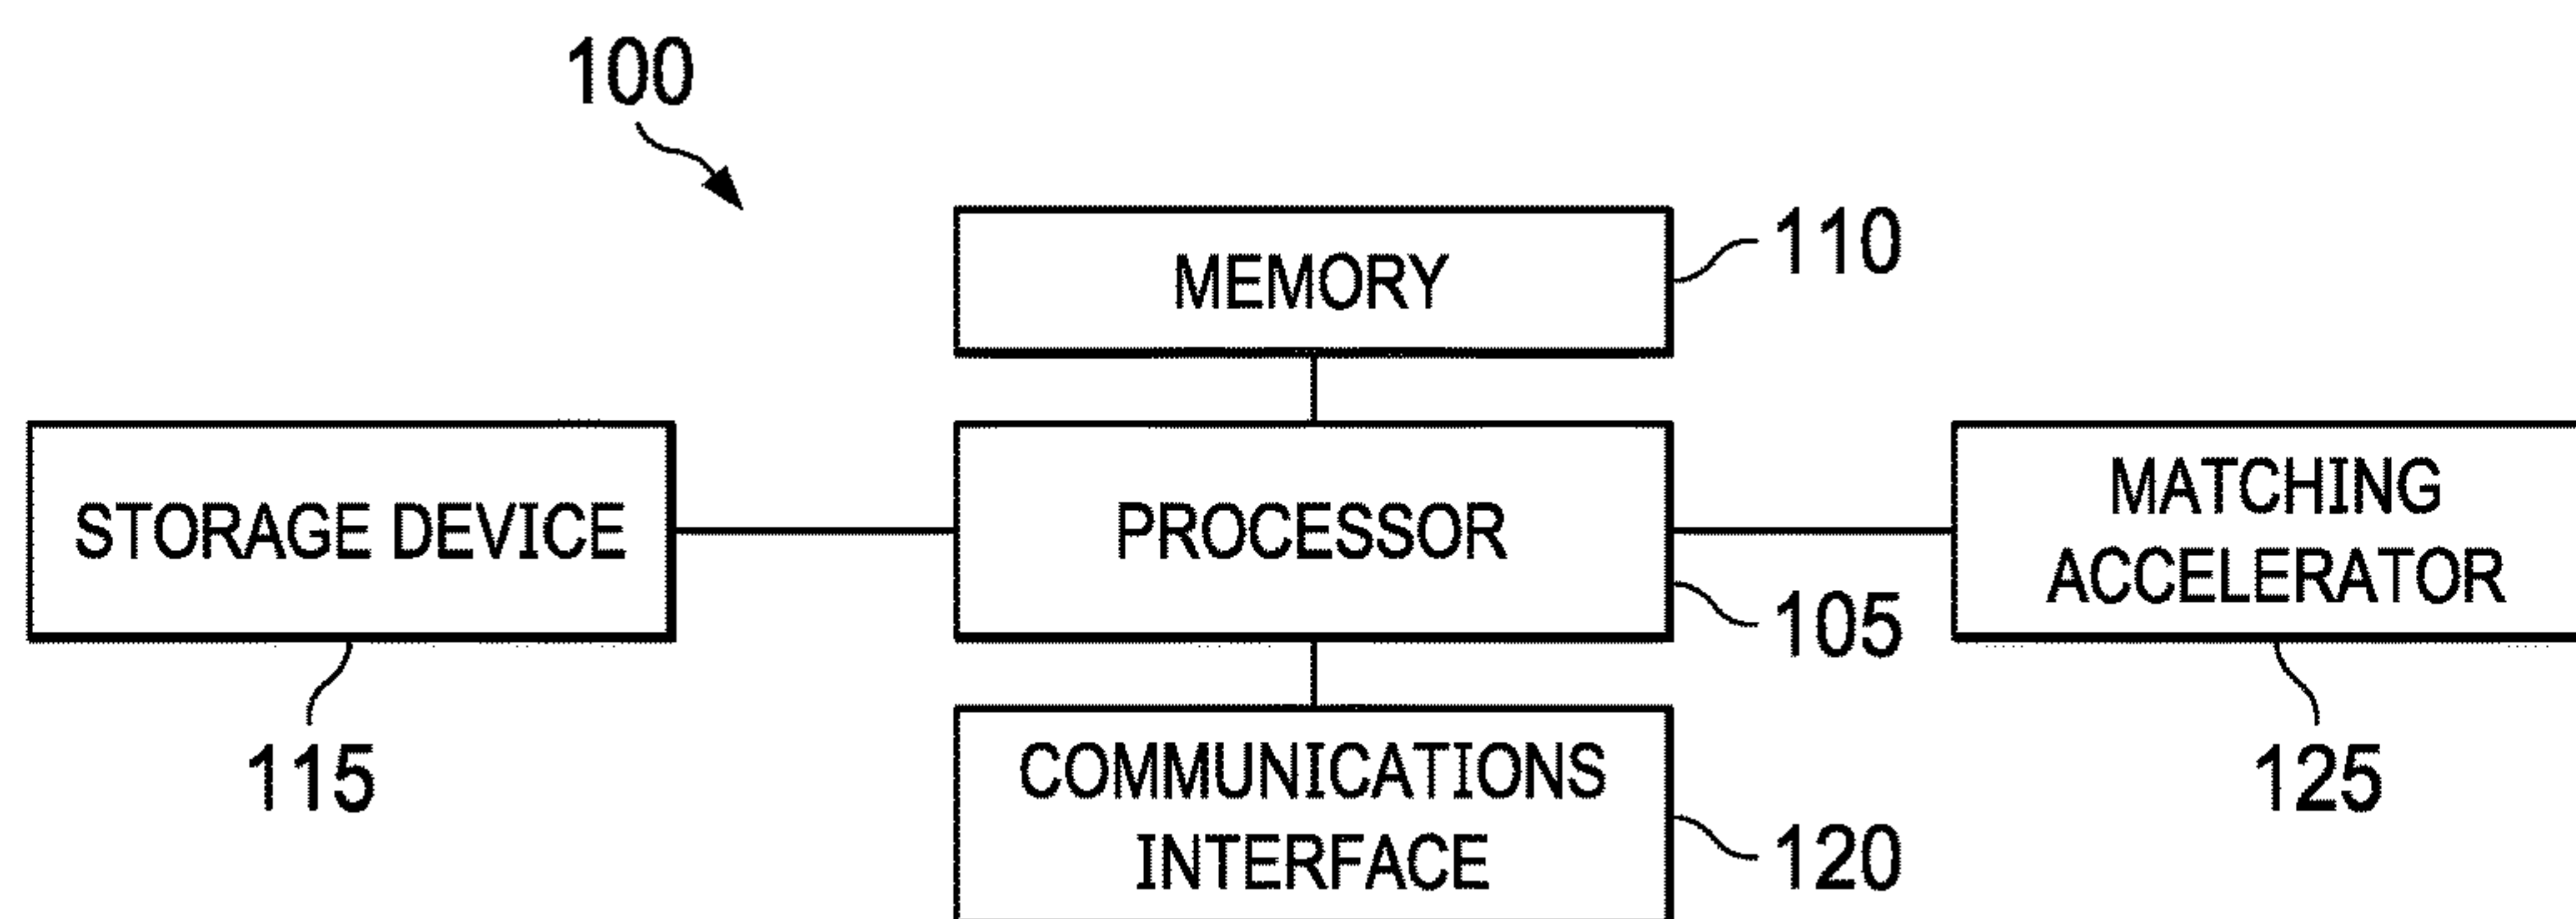 100
MEMORY
110
STORAGE DEVICE
PROCESSOR
MATCHING
ACCELERATOR
105
115
COMMUNICATIONS
INTERFACE
120
125